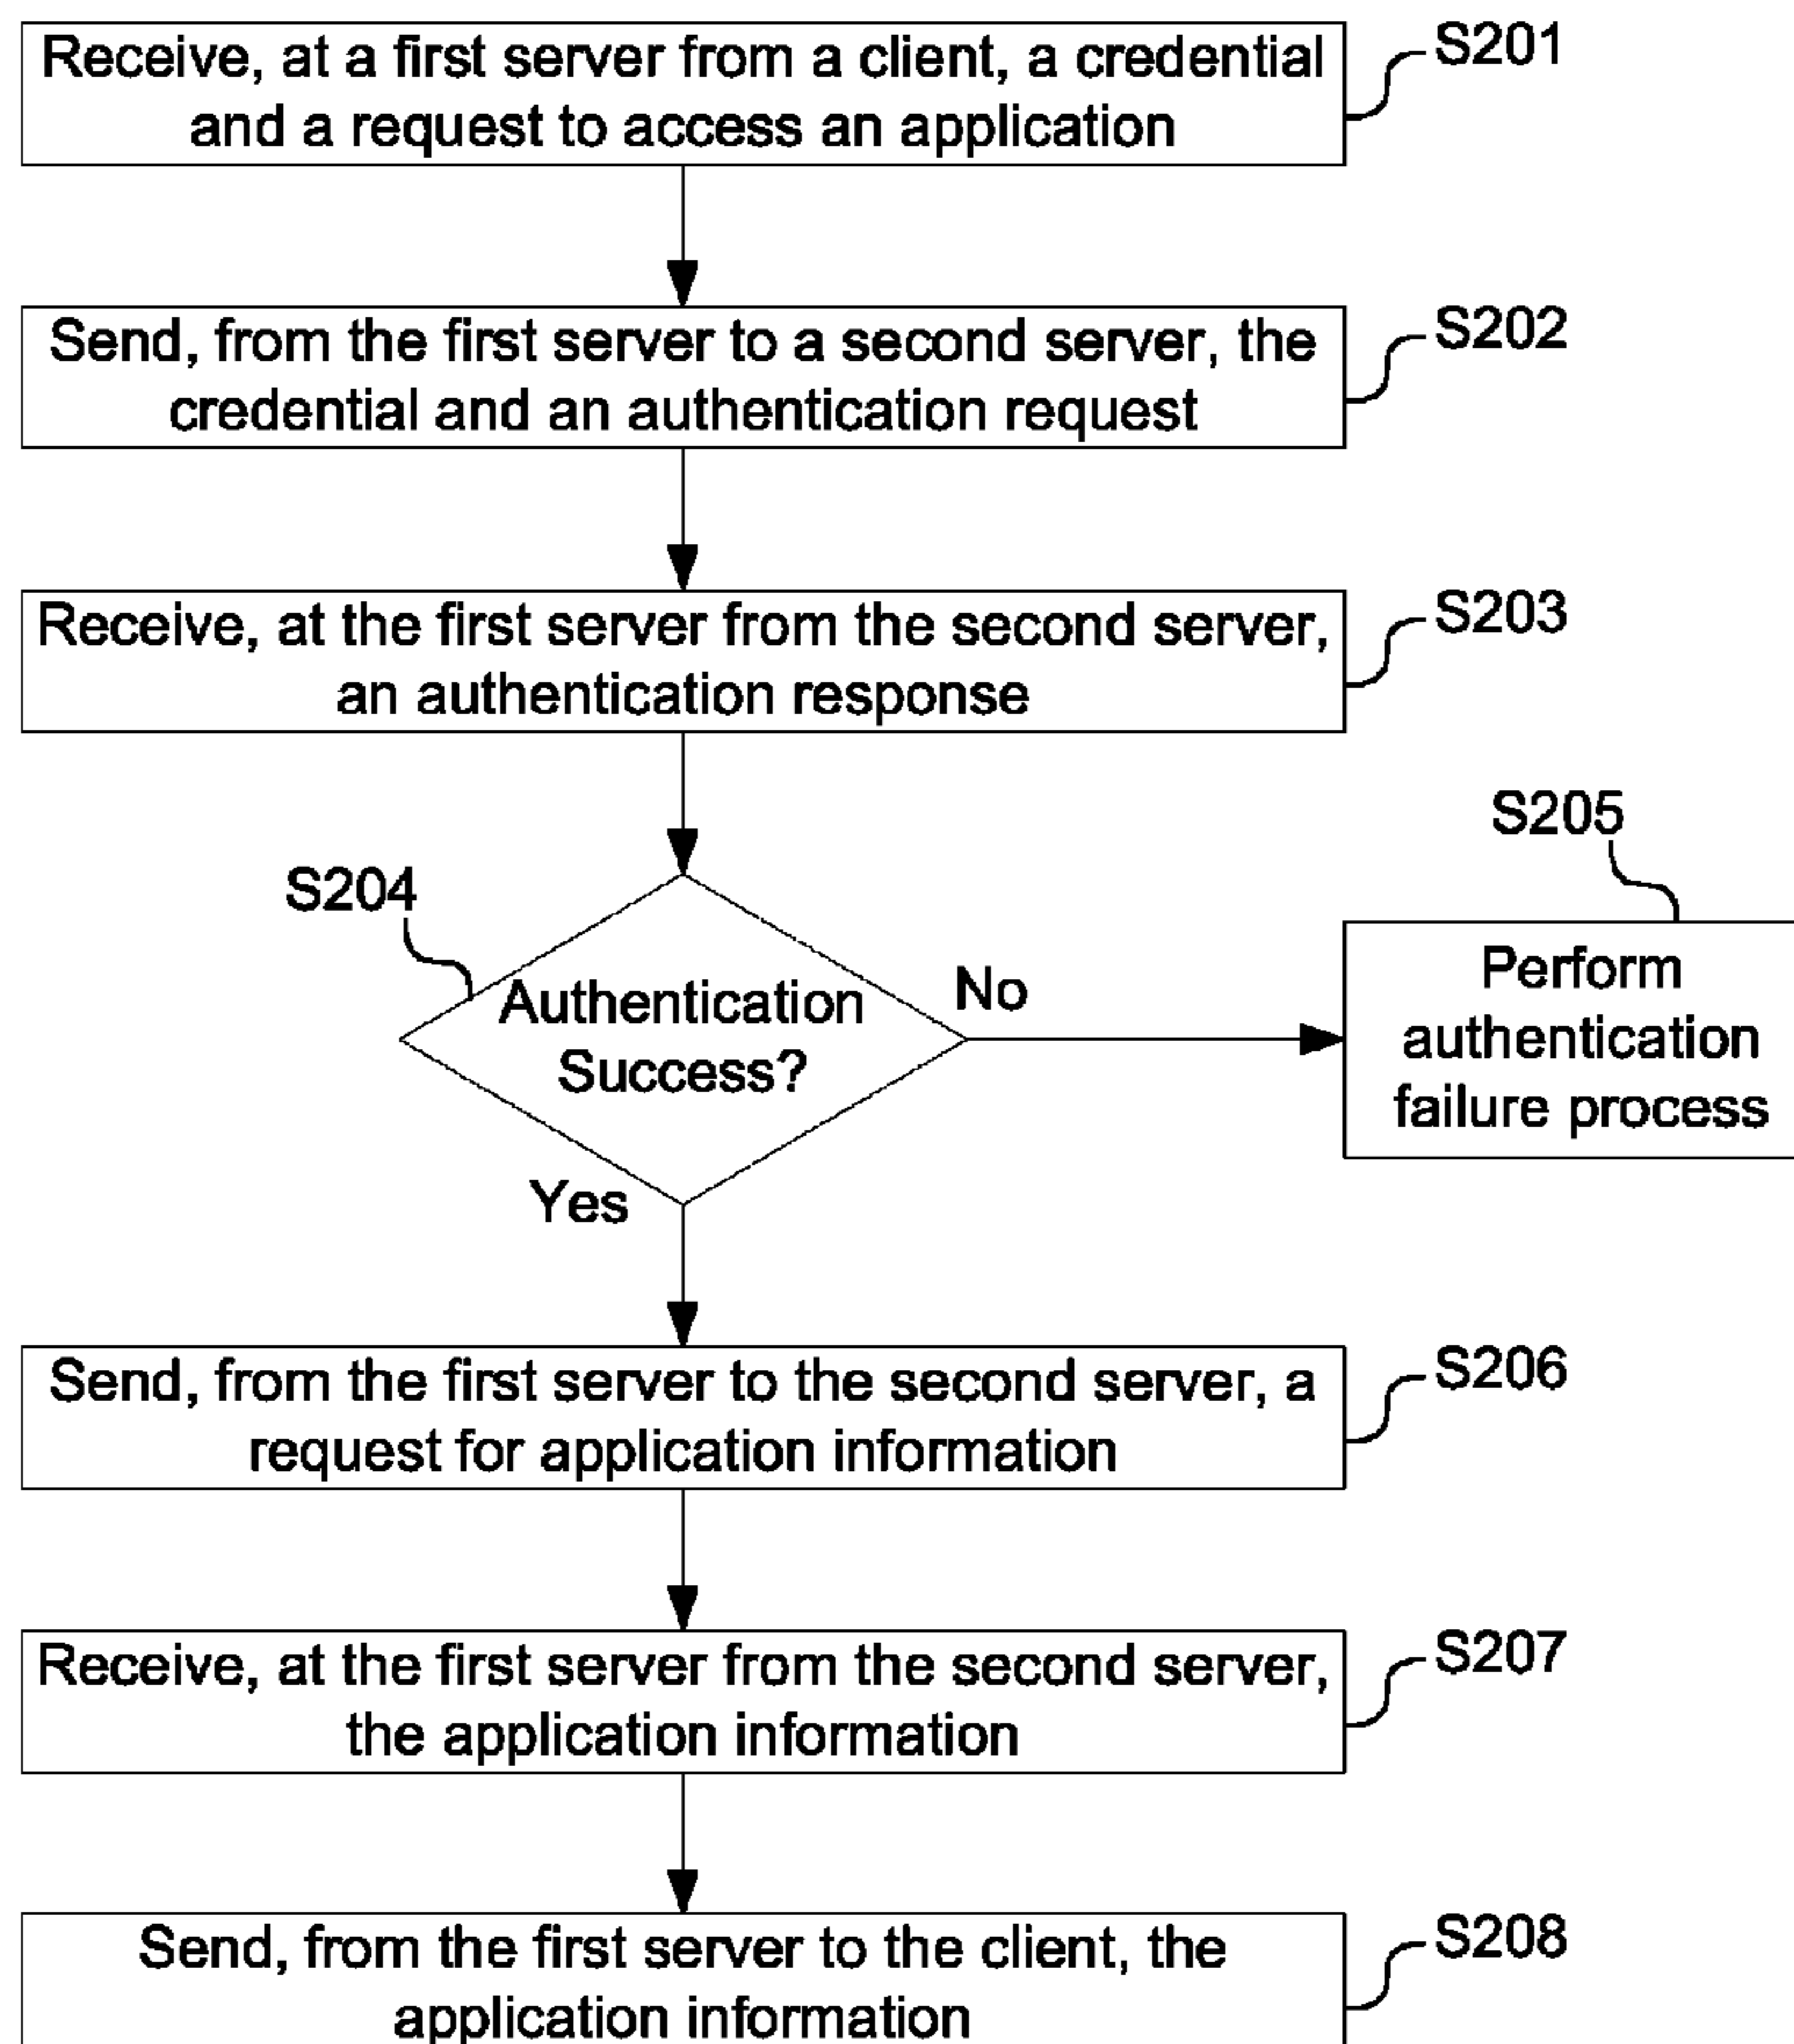 Receive, at a first server from a client, a credential
and a request to access an application
S201
Send, from the first server to a second server, the
credential and an authentication request
S202
Receive, at the first server from the second server,
an authentication response
S203
S204
Authentication
Success?
No
Yes
S205
Perform
authentication
failure process
Send, from the first server to the second server, a
request for application information
S206
Receive, at the first server from the second server,
the application information
S207
Send, from the first server to the client, the
application information
S208